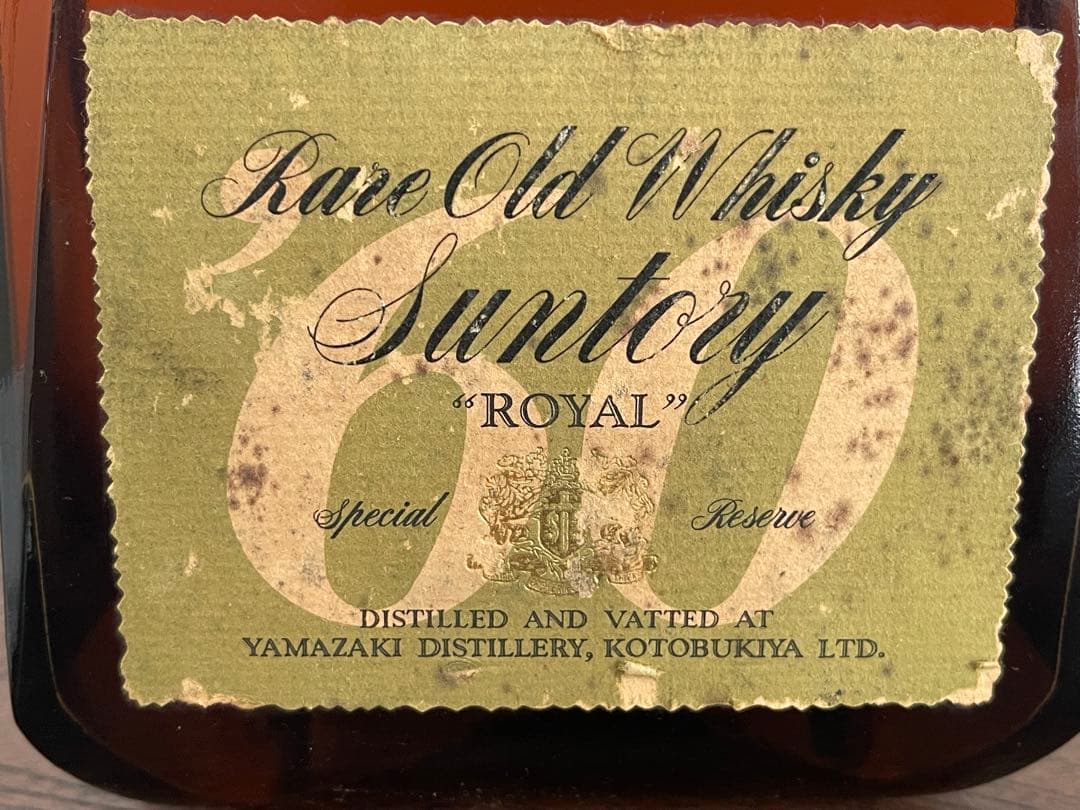 '60
Rare Old Whisky
Suntory
“ROYAL”
Special Reserve
DISTILLED AND VATTED AT
YAMAZAKI DISTILLERY, KOTOBUKIYA LTD.